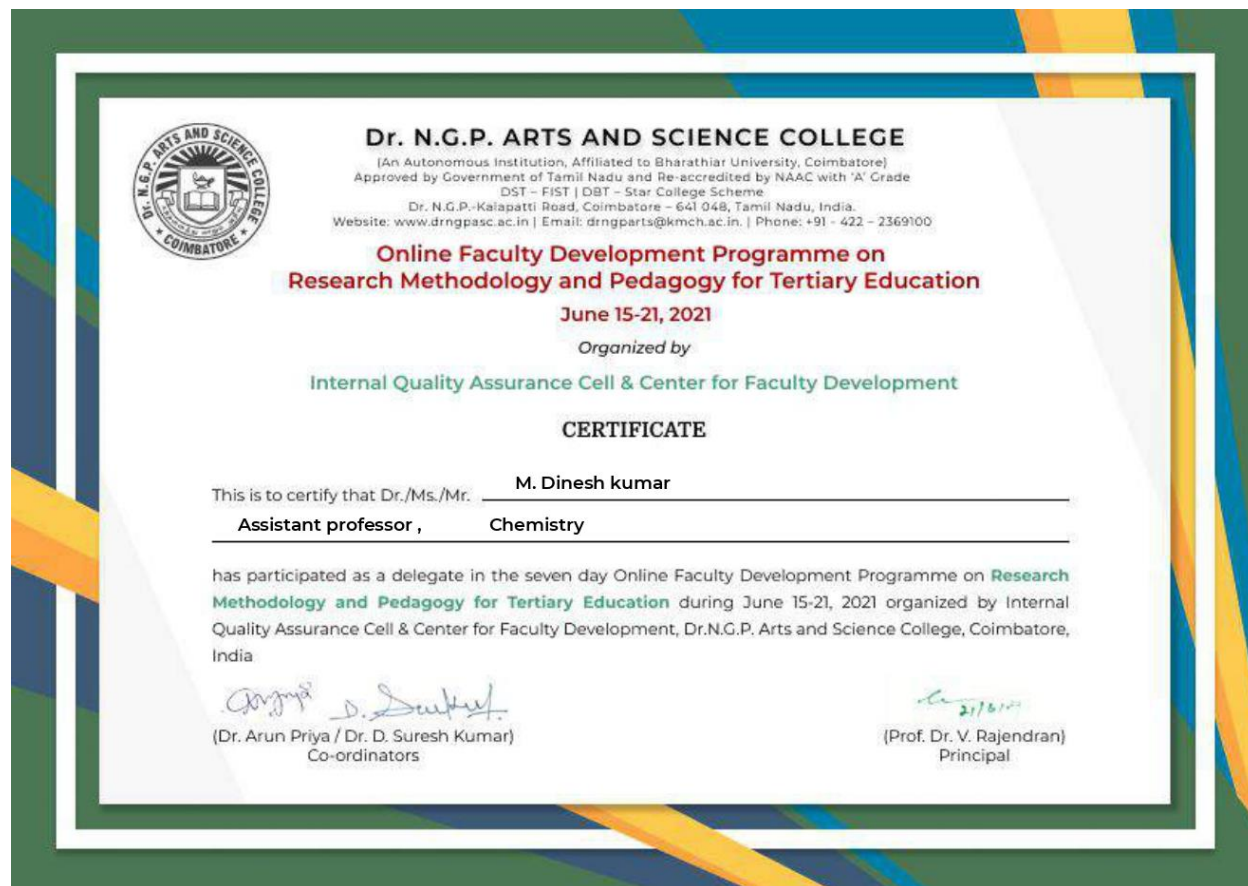 Dr. N.G.P. ARTS AND SCIENCE COLLEGE
COIMBATORE
Dr. N.G.P. ARTS AND SCIENCE COLLEGE
(An Autonomous Institution, Affiliated to Bharathiar University, Coimbatore)
Approved by Government of Tamil Nadu and Re-accredited by NAAC with 'A' Grade
DST – FIST | DBT – Star College Scheme
Dr. N.G.P.-Kalapatti Road, Coimbatore – 641 048, Tamil Nadu, India.
Website: www.drngpasc.ac.in | Email: drngparts@kmch.ac.in. | Phone: +91 - 422 – 2369100
Online Faculty Development Programme on
Research Methodology and Pedagogy for Tertiary Education
June 15-21, 2021
Organized by
Internal Quality Assurance Cell & Center for Faculty Development
CERTIFICATE
This is to certify that Dr./Ms./Mr. M. Dinesh kumar
Assistant professor , Chemistry
has participated as a delegate in the seven day Online Faculty Development Programme on Research
Methodology and Pedagogy for Tertiary Education during June 15-21, 2021 organized by Internal
Quality Assurance Cell & Center for Faculty Development, Dr.N.G.P. Arts and Science College, Coimbatore,
India
(Dr. Arun Priya / Dr. D. Suresh Kumar)
Co-ordinators
(Prof. Dr. V. Rajendran)
Principal